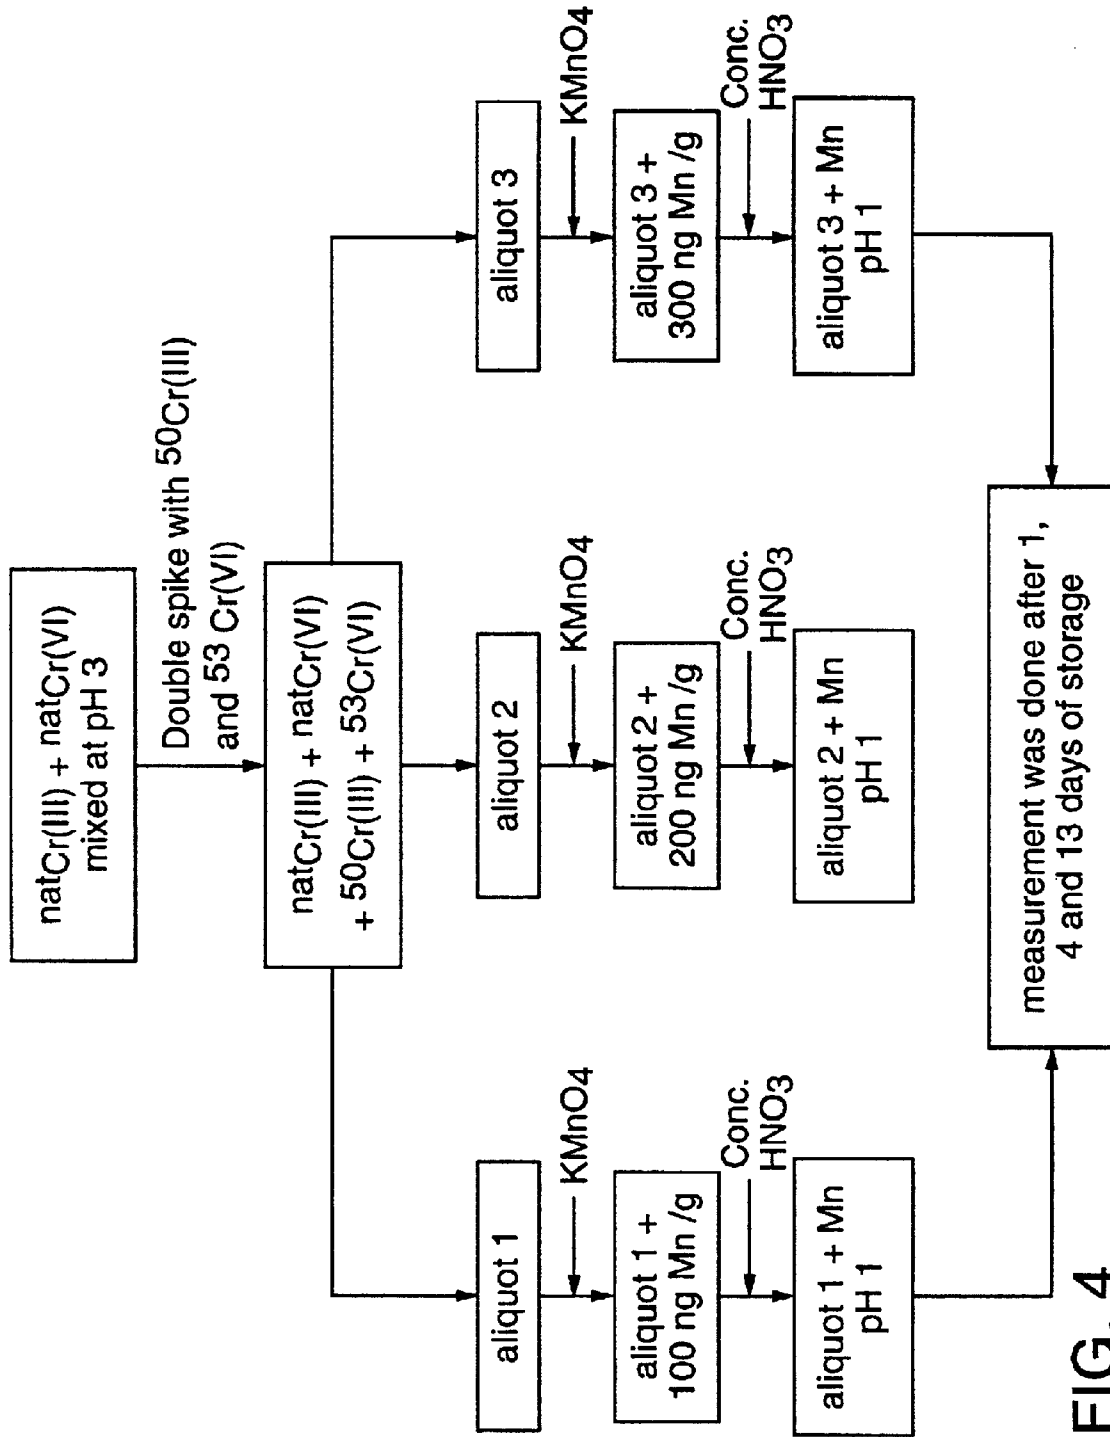 natCr(III) + natCr(VI)
mixed at pH 3
Double spike with 50Cr(III)
and 53 Cr(VI)
natCr(III) + natCr(VI)
+ 50Cr(III) + 53Cr(VI)
aliquot 1
KMnO4
aliquot 1 +
100 ng Mn /g
Conc.
HNO3
aliquot 1 + Mn
pH 1
aliquot 2
KMnO4
aliquot 2 +
200 ng Mn /g
Conc.
HNO3
aliquot 2 + Mn
pH 1
aliquot 3
KMnO4
aliquot 3 +
300 ng Mn /g
Conc.
HNO3
aliquot 3 + Mn
pH 1
measurement was done after 1,
4 and 13 days of storage
FIG. 4